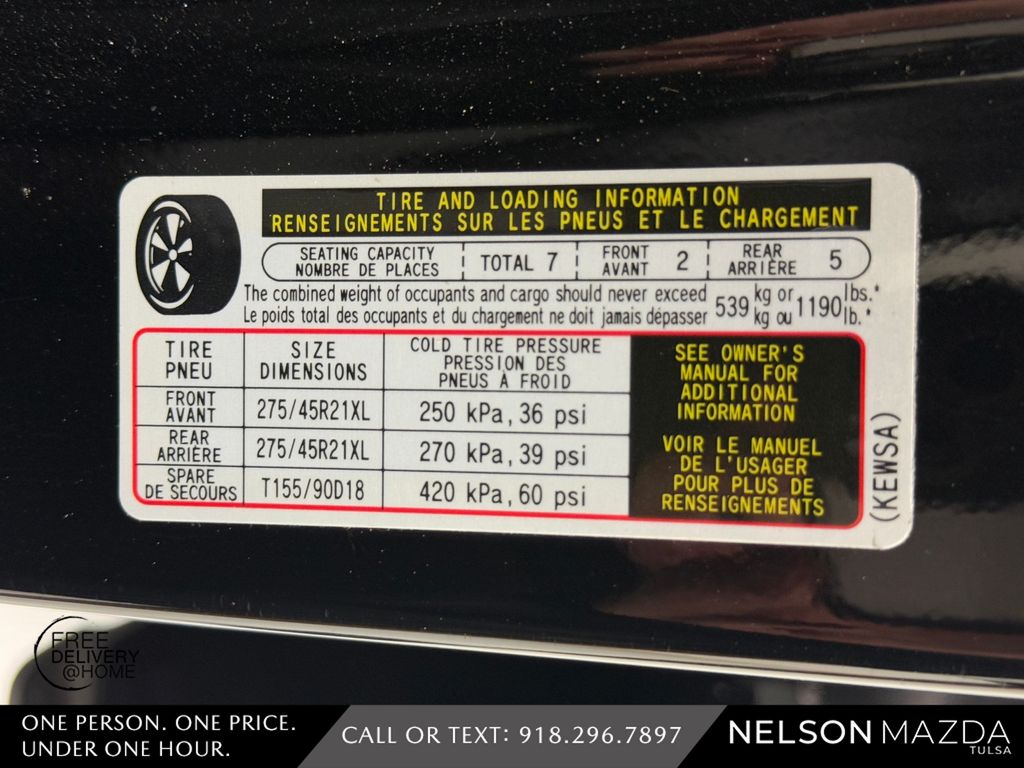 TIRE AND LOADING INFORMATION
RENSEIGNEMENTS SUR LES PNEUS ET LE CHARGEMENT
SEATING CAPACITY
NOMBRE DE PLACES
TOTAL 7
FRONT
AVANT
2
REAR
ARRIÈRE
5
The combined weight of occupants and cargo should never exceed 539 kg or 1190 lbs.*
Le poids total des occupants et du chargement ne doit jamais dépasser kg ou lb.*
TIRE
PNEU
SIZE
DIMENSIONS
COLD TIRE PRESSURE
PRESSION DES
PNEUS À FROID
FRONT
AVANT
275/45R21XL
250 kPa, 36 psi
REAR
ARRIÈRE
275/45R21XL
270 kPa, 39 psi
SPARE
DE SECOURS
T155/90D18
420 kPa, 60 psi
SEE OWNER'S
MANUAL FOR
ADDITIONAL
INFORMATION
VOIR LE MANUEL
DE L'USAGER
POUR PLUS DE
RENSEIGNEMENTS
(KEWSA)
FREE
DELIVERY
@HOME
ONE PERSON. ONE PRICE.
UNDER ONE HOUR.
CALL OR TEXT: 918.296.7897
NELSON MAZDA
TULSA